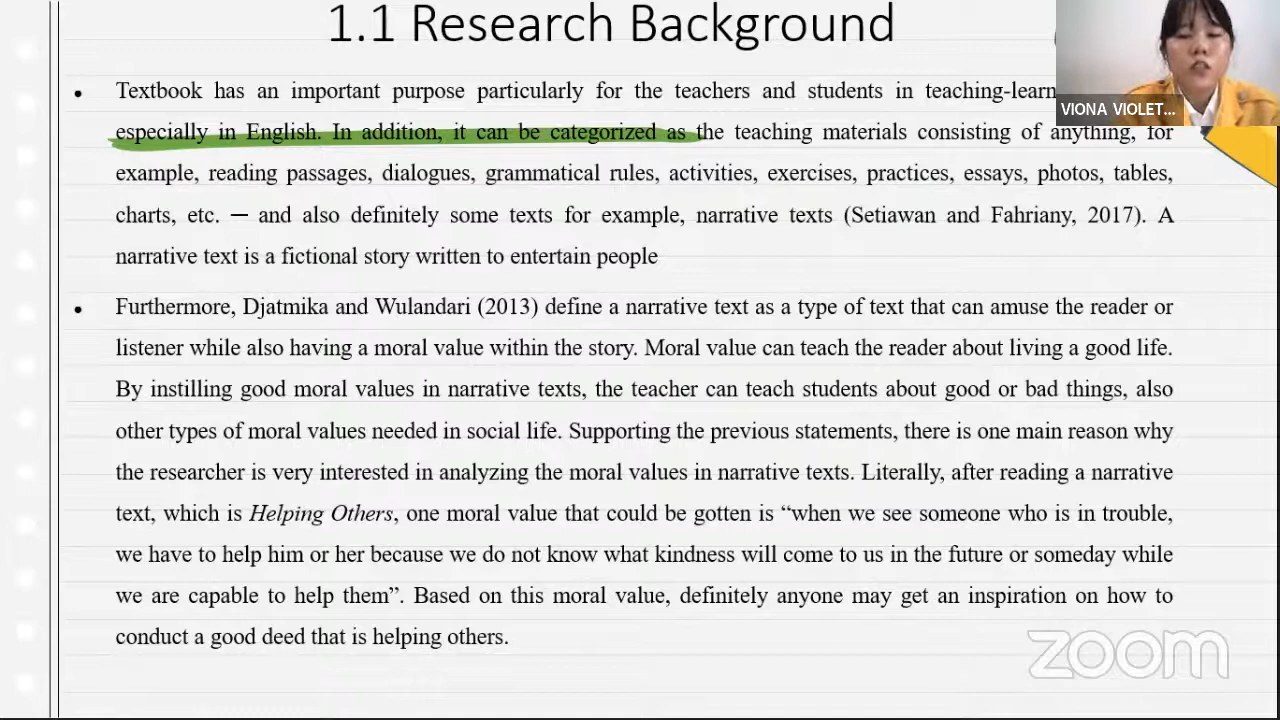 1.1 Research Background
• Textbook has an important purpose particularly for the teachers and students in teaching-learn
especially in English. In addition, it can be categorized as the teaching materials consisting of anything, for
example, reading passages, dialogues, grammatical rules, activities, exercises, practices, essays, photos, tables,
charts, etc. ─ and also definitely some texts for example, narrative texts (Setiawan and Fahriany, 2017). A
narrative text is a fictional story written to entertain people
• Furthermore, Djatmika and Wulandari (2013) define a narrative text as a type of text that can amuse the reader or
listener while also having a moral value within the story. Moral value can teach the reader about living a good life.
By instilling good moral values in narrative texts, the teacher can teach students about good or bad things, also
other types of moral values needed in social life. Supporting the previous statements, there is one main reason why
the researcher is very interested in analyzing the moral values in narrative texts. Literally, after reading a narrative
text, which is Helping Others, one moral value that could be gotten is “when we see someone who is in trouble,
we have to help him or her because we do not know what kindness will come to us in the future or someday while
we are capable to help them”. Based on this moral value, definitely anyone may get an inspiration on how to
conduct a good deed that is helping others.
VIONA VIOLET...
zoom